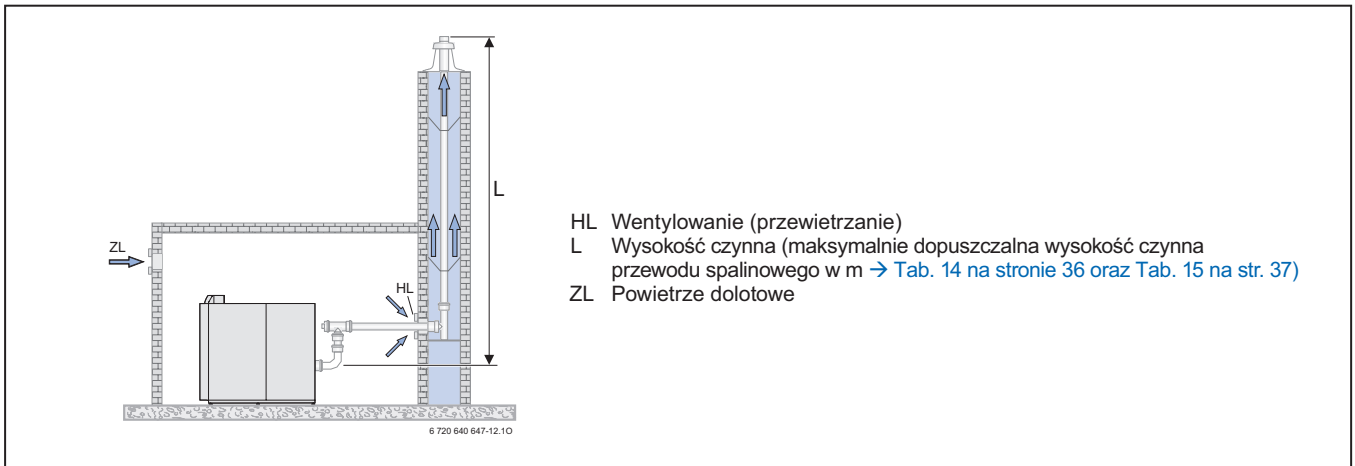 L
ZL
HL
6 720 640 647-12.1O
HL Wentylowanie (przewietrzanie)
L Wysokość czynna (maksymalnie dopuszczalna wysokość czynna
przewodu spalinowego w m → Tab. 14 na stronie 36 oraz Tab. 15 na str. 37)
ZL Powietrze dolotowe